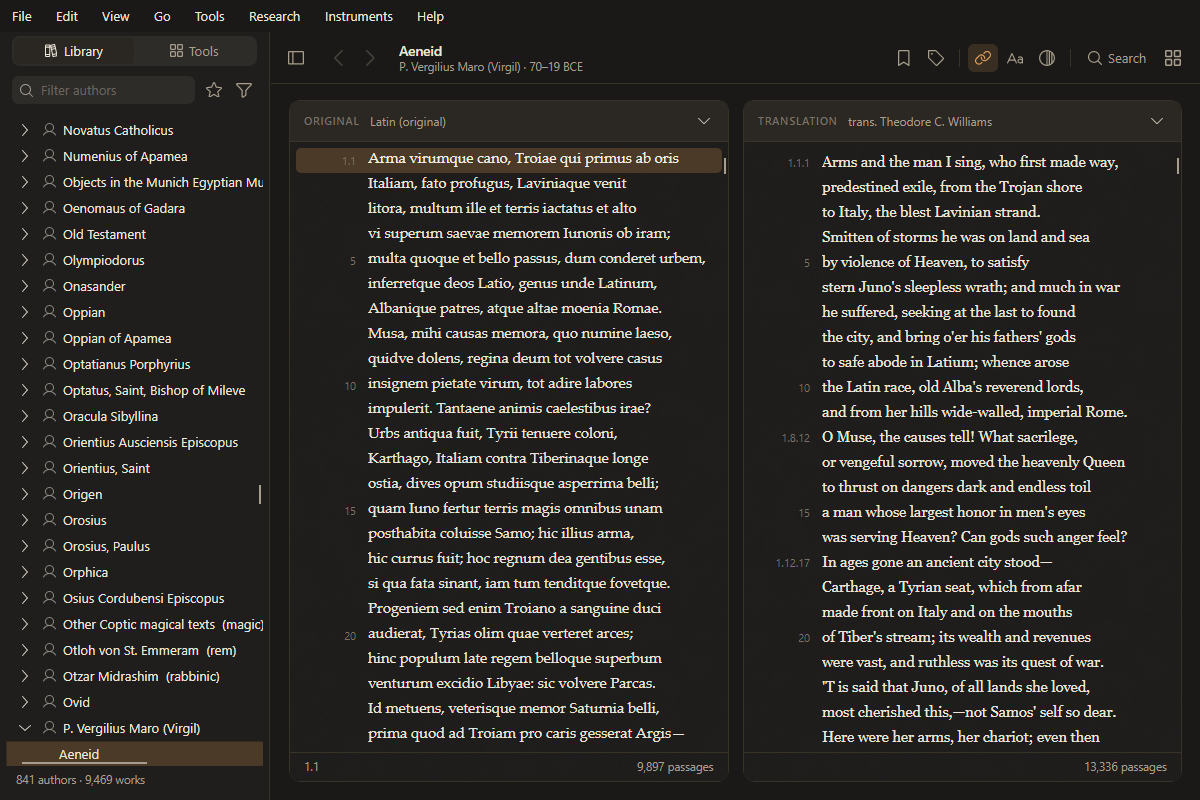 File Edit View Go Tools Research Instruments Help
Library Tools
Filter authors
Novatus Catholicus
Numenius of Apamea
Objects in the Munich Egyptian Mu
Oenomaus of Gadara
Old Testament
Olympiodorus
Onasander
Oppian
Oppian of Apamea
Optatianus Porphyrius
Optatus, Saint, Bishop of Mileve
Oracula Sibyllina
Orientius Ausciensis Episcopus
Orientius, Saint
Origen
Orosius
Orosius, Paulus
Orphica
Osius Cordubensi Episcopus
Other Coptic magical texts (magic)
Otloh von St. Emmeram (rem)
Otzar Midrashim (rabbinic)
Ovid
P. Vergilius Maro (Virgil)
Aeneid
841 authors · 9,469 works
Aeneid
P. Vergilius Maro (Virgil) · 70–19 BCE
Aa
Search
ORIGINAL Latin (original)
1.1 Arma virumque cano, Troiae qui primus ab oris
Italiam, fato profugus, Laviniaque venit
litora, multum ille et terris iactatus et alto
vi superum saevae memorem Iunonis ob iram;
5 multa quoque et bello passus, dum conderet urbem,
inferretque deos Latio, genus unde Latinum,
Albanique patres, atque altae moenia Romae.
Musa, mihi causas memora, quo numine laeso,
quidve dolens, regina deum tot volvere casus
10 insignem pietate virum, tot adire labores
impulerit. Tantaene animis caelestibus irae?
Urbs antiqua fuit, Tyrii tenuere coloni,
Karthago, Italiam contra Tiberinaque longe
ostia, dives opum studiisque asperrima belli;
15 quam Iuno fertur terris magis omnibus unam
posthabita coluisse Samo; hic illius arma,
hic currus fuit; hoc regnum dea gentibus esse,
si qua fata sinant, iam tum tenditque fovetque.
Progeniem sed enim Troiano a sanguine duci
20 audierat, Tyrias olim quae verteret arces;
hinc populum late regem belloque superbum
venturum excidio Libyae: sic volvere Parcas.
Id metuens, veterisque memor Saturnia belli,
prima quod ad Troiam pro caris gesserat Argis—
1.1 9,897 passages
TRANSLATION trans. Theodore C. Williams
1.1.1 Arms and the man I sing, who first made way,
predestined exile, from the Trojan shore
to Italy, the blest Lavinian strand.
Smitten of storms he was on land and sea
5 by violence of Heaven, to satisfy
stern Juno's sleepless wrath; and much in war
he suffered, seeking at the last to found
the city, and bring o'er his fathers' gods
to safe abode in Latium; whence arose
10 the Latin race, old Alba's reverend lords,
and from her hills wide-walled, imperial Rome.
1.8.12 O Muse, the causes tell! What sacrilege,
or vengeful sorrow, moved the heavenly Queen
to thrust on dangers dark and endless toil
15 a man whose largest honor in men's eyes
was serving Heaven? Can gods such anger feel?
1.12.17 In ages gone an ancient city stood—
Carthage, a Tyrian seat, which from afar
made front on Italy and on the mouths
20 of Tiber's stream; its wealth and revenues
were vast, and ruthless was its quest of war.
'T is said that Juno, of all lands she loved,
most cherished this,—not Samos' self so dear.
Here were her arms, her chariot; even then
13,336 passages